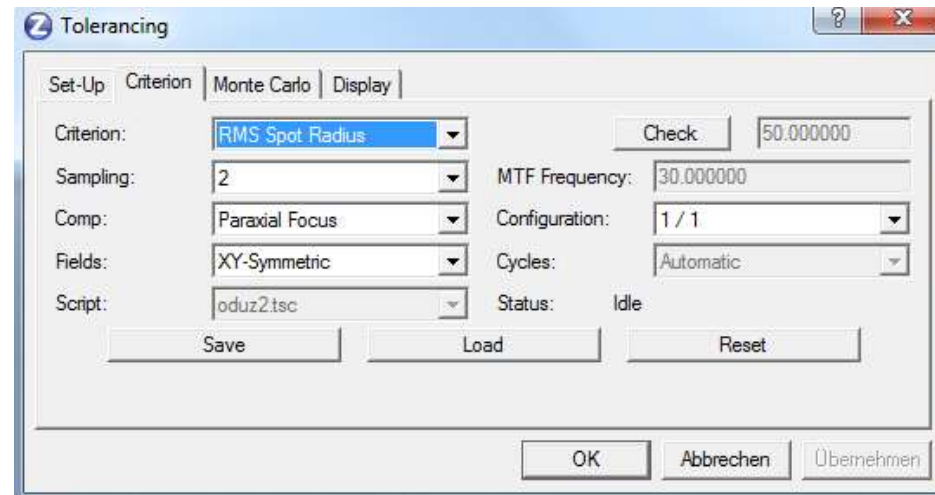 Tolerancing
Set-Up Criterion Monte Carlo Display
Criterion: RMS Spot Radius Check 50.000000
Sampling: 2 MTF Frequency: 30.000000
Comp: Paraxial Focus Configuration: 1 / 1
Fields: XY-Symmetric Cycles: Automatic
Script: oduz2.tsc Status: Idle
Save Load Reset
OK Abbrechen Übernehmen